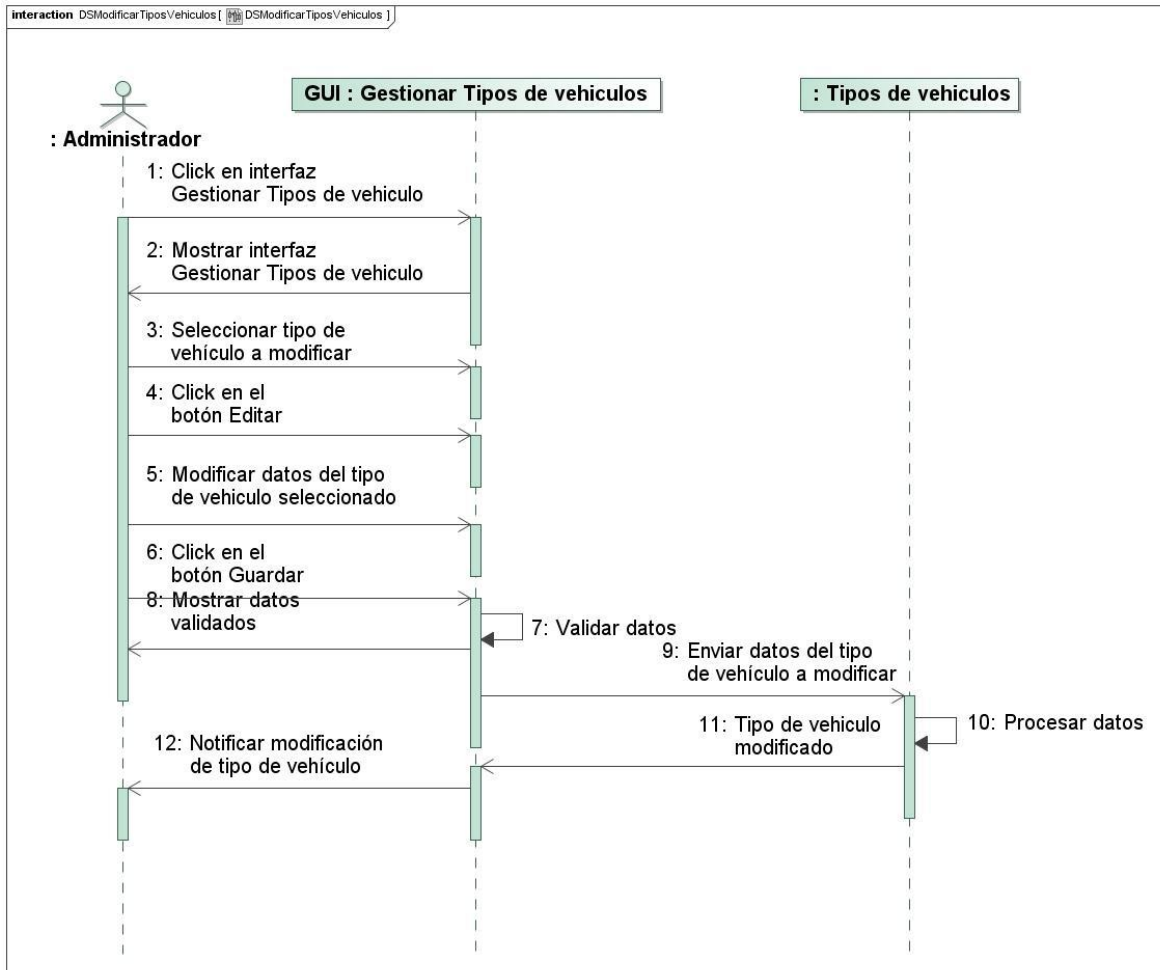 interaction DSModificarTiposVehiculos [ DSModificarTiposVehiculos ]
GUI : Gestionar Tipos de vehiculos
: Tipos de vehiculos
: Administrador
1: Click en interfaz
Gestionar Tipos de vehiculo
2: Mostrar interfaz
Gestionar Tipos de vehiculo
3: Seleccionar tipo de
vehículo a modificar
4: Click en el
botón Editar
5: Modificar datos del tipo
de vehiculo seleccionado
6: Click en el
botón Guardar
8: Mostrar datos
validados
7: Validar datos
9: Enviar datos del tipo
de vehículo a modificar
10: Procesar datos
11: Tipo de vehiculo
modificado
12: Notificar modificación
de tipo de vehículo